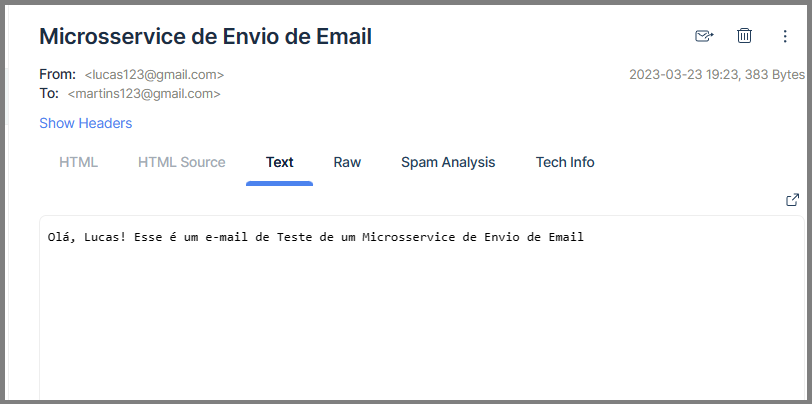 Microsservice de Envio de Email
From: <lucas123@gmail.com>
2023-03-23 19:23, 383 Bytes
To: <martins123@gmail.com>
Show Headers
HTML HTML Source Text Raw Spam Analysis Tech Info
Olá, Lucas! Esse é um e-mail de Teste de um Microsservice de Envio de Email